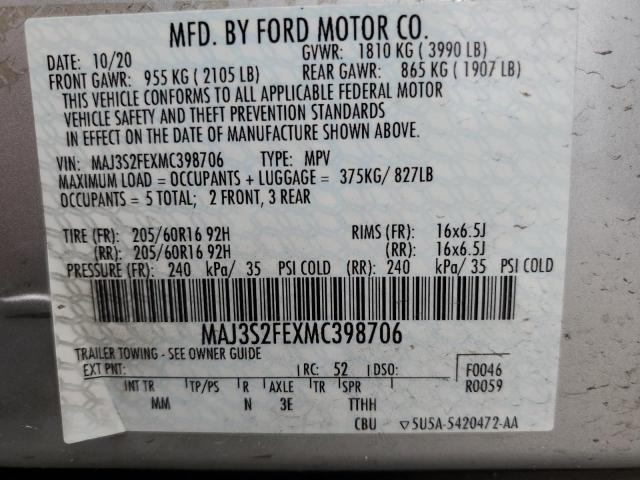 MFD. BY FORD MOTOR CO.
DATE: 10/20 GVWR: 1810 KG ( 3990 LB)
FRONT GAWR: 955 KG ( 2105 LB) REAR GAWR: 865 KG ( 1907 LB)
THIS VEHICLE CONFORMS TO ALL APPLICABLE FEDERAL MOTOR
VEHICLE SAFETY AND THEFT PREVENTION STANDARDS
IN EFFECT ON THE DATE OF MANUFACTURE SHOWN ABOVE.
VIN: MAJ3S2FEXMC398706 TYPE: MPV
MAXIMUM LOAD = OCCUPANTS + LUGGAGE = 375KG/ 827LB
OCCUPANTS = 5 TOTAL; 2 FRONT, 3 REAR
TIRE (FR): 205/60R16 92H RIMS (FR): 16x6.5J
(RR): 205/60R16 92H (RR): 16x6.5J
PRESSURE (FR): 240 kPa/ 35 PSI COLD (RR): 240 kPa/ 35 PSI COLD
MAJ3S2FEXMC398706
TRAILER TOWING - SEE OWNER GUIDE
EXT PNT: RC: 52 DSO: F0046
R0059
INT TR TP/PS R AXLE TR SPR
MM N 3E TTHH
CBU ▽5U5A-5420472-AA